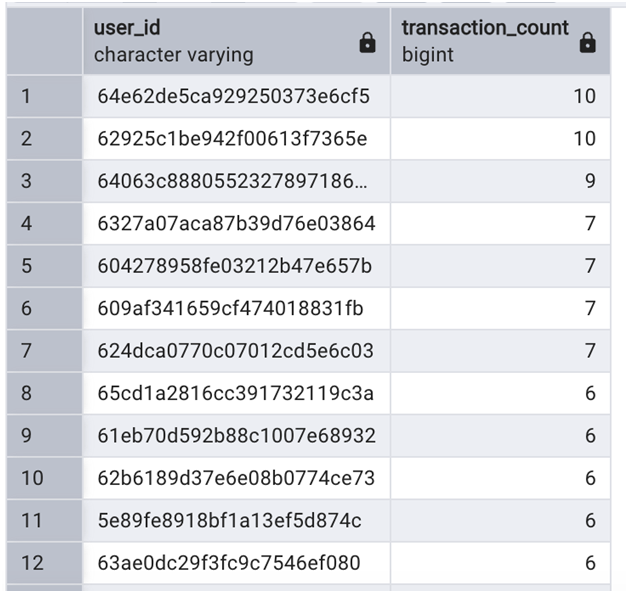 user_id transaction_count
character varying bigint
1 64e62de5ca929250373e6cf5 10
2 62925c1be942f00613f7365e 10
3 64063c8880552327897186... 9
4 6327a07aca87b39d76e03864 7
5 604278958fe03212b47e657b 7
6 609af341659cf474018831fb 7
7 624dca0770c07012cd5e6c03 7
8 65cd1a2816cc391732119c3a 6
9 61eb70d592b88c1007e68932 6
10 62b6189d37e6e08b0774ce73 6
11 5e89fe8918bf1a13ef5d874c 6
12 63ae0dc29f3fc9c7546ef080 6